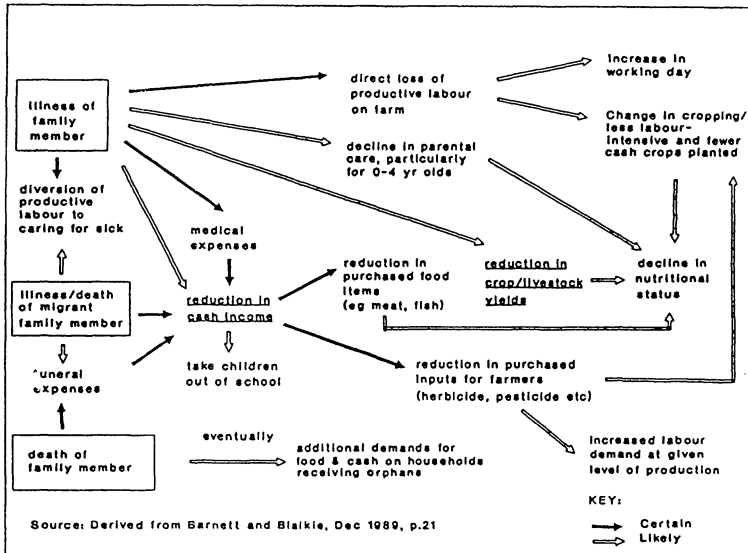 Illness of
family
member
direct loss of
productive labour
on farm
increase in
working day
Change in cropping/
less labour-
intensive and fewer
cash crops planted
decline in parental
care, particularly
for 0-4 yr olds
diversion of
productive
labour to
caring for sick
medical
expenses
reduction in
purchased food
items
(eg meat, fish)
reduction in
crop/livestock
yields
decline in
nutritional
status
Illness/death
of migrant
family member
reduction in
cash income
take children
out of school
funeral
expenses
reduction in purchased
inputs for farmers
(herbicide, pesticide etc)
death of
family member
eventually
additional demands for
food & cash on households
receiving orphans
increased labour
demand at given
level of production
KEY:
Certain
Likely
Source: Derived from Barnett and Blaikie, Dec 1989, p.21